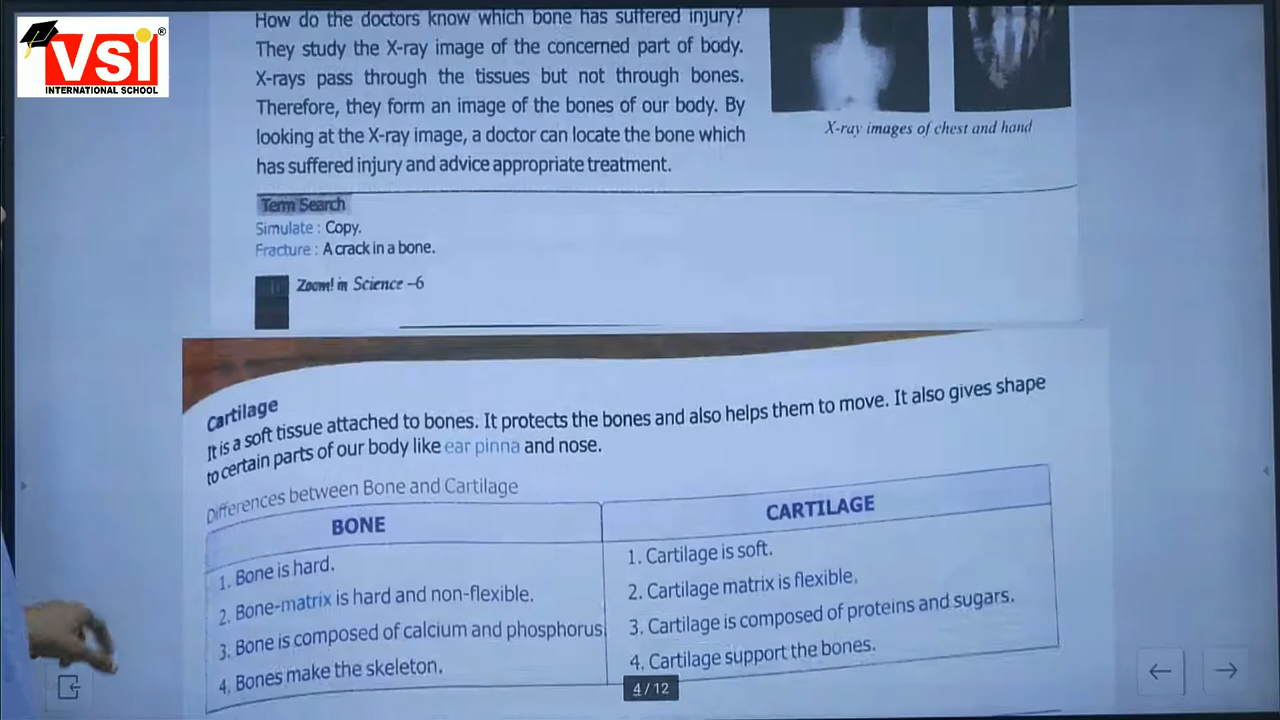 VSI
®
INTERNATIONAL SCHOOL
How do the doctors know which bone has suffered injury?
They study the X-ray image of the concerned part of body.
X-rays pass through the tissues but not through bones.
Therefore, they form an image of the bones of our body. By
looking at the X-ray image, a doctor can locate the bone which
has suffered injury and advice appropriate treatment.
X-ray images of chest and hand
Term Search
Simulate : Copy.
Fracture : A crack in a bone.
Zoom! in Science –6
Cartilage
It is a soft tissue attached to bones. It protects the bones and also helps them to move. It also gives shape
to certain parts of our body like ear pinna and nose.
Differences between Bone and Cartilage
BONE
1. Bone is hard.
2. Bone-matrix is hard and non-flexible.
3. Bone is composed of calcium and phosphorus
4. Bones make the skeleton.
CARTILAGE
1. Cartilage is soft.
2. Cartilage matrix is flexible.
3. Cartilage is composed of proteins and sugars.
4. Cartilage support the bones.
4 / 12